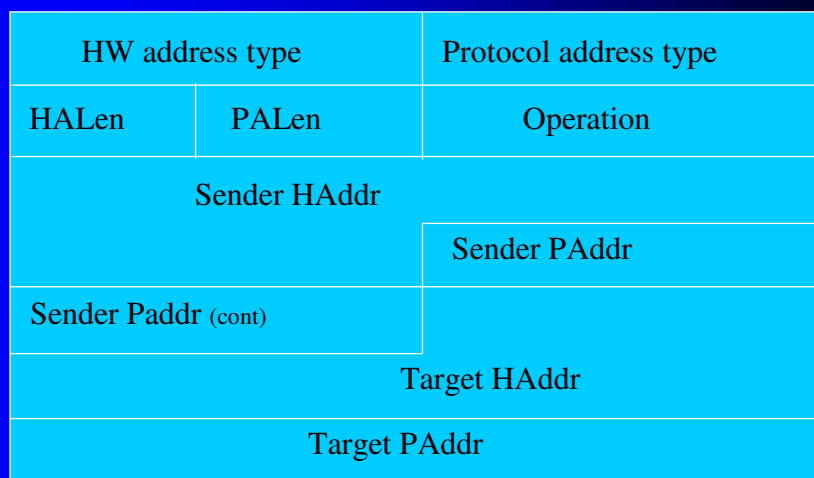 HW address type Protocol address type
HALen PALen Operation
Sender HAddr
Sender PAddr
Sender Paddr (cont)
Target HAddr
Target PAddr